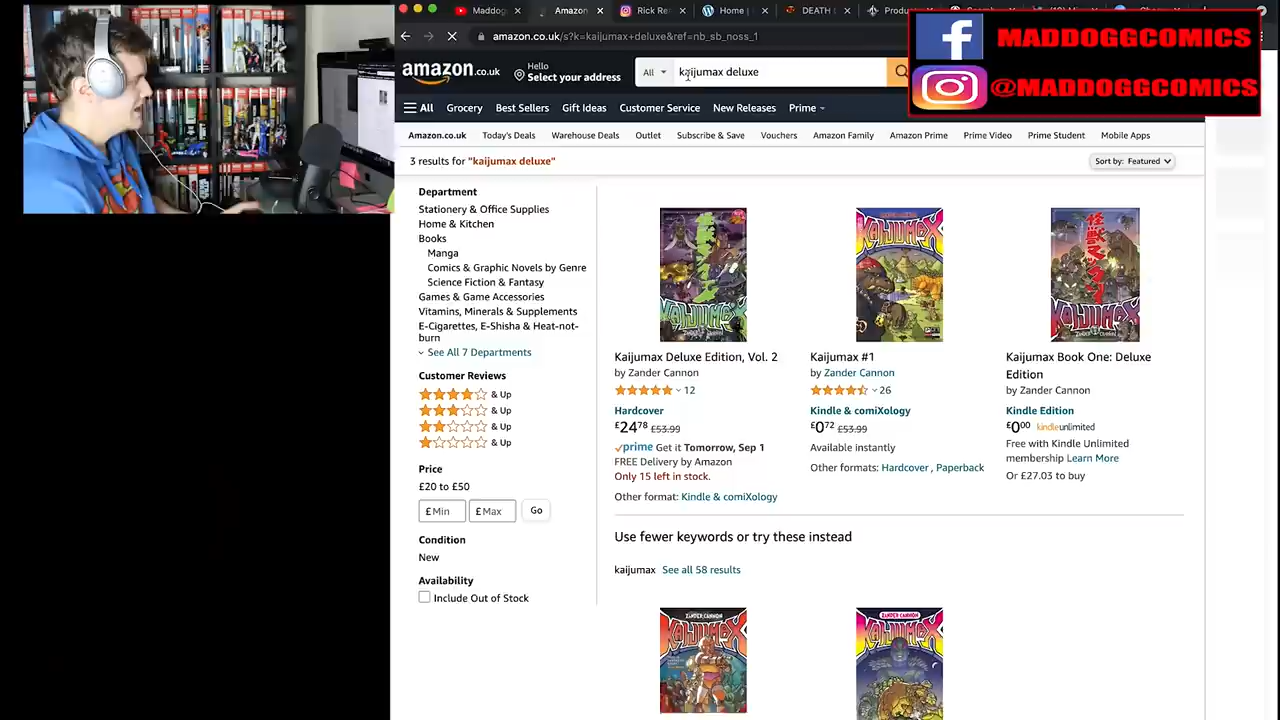 MADDOGGCOMICS
@MADDOGGCOMICS
amazon.co.uk/s?k=kaijumax+deluxe&ref=nb_sb_noss_1
amazon.co.uk
Hello
Select your address
All
kaijumax deluxe
All
Grocery
Best Sellers
Gift Ideas
Customer Service
New Releases
Prime
Amazon.co.uk
Today's Deals
Warehouse Deals
Outlet
Subscribe & Save
Vouchers
Amazon Family
Amazon Prime
Prime Video
Prime Student
Mobile Apps
3 results for "kaijumax deluxe"
Sort by: Featured
Department
Stationery & Office Supplies
Home & Kitchen
Books
Manga
Comics & Graphic Novels by Genre
Science Fiction & Fantasy
Games & Game Accessories
Vitamins, Minerals & Supplements
E-Cigarettes, E-Shisha & Heat-not-
burn
See All 7 Departments
Customer Reviews
& Up
& Up
& Up
& Up
Price
£20 to £50
£ Min
£ Max
Go
Condition
New
Availability
Include Out of Stock
KAIJUMAX
Kaijumax Deluxe Edition, Vol. 2
by Zander Cannon
12
Hardcover
£24.78 £53.99
prime Get it Tomorrow, Sep 1
FREE Delivery by Amazon
Only 15 left in stock.
Other format: Kindle & comiXology
KAIJUMAX
Kaijumax #1
by Zander Cannon
26
Kindle & comiXology
£0.72 £53.99
Available instantly
Other formats: Hardcover , Paperback
KAIJUMAX
Kaijumax Book One: Deluxe
Edition
by Zander Cannon
Kindle Edition
£0.00 kindleunlimited
Free with Kindle Unlimited
membership Learn More
Or £27.03 to buy
Use fewer keywords or try these instead
kaijumax See all 58 results
ZANDER CANNON
KAIJUMAX
ZANDER CANNON
KAIJUMAX